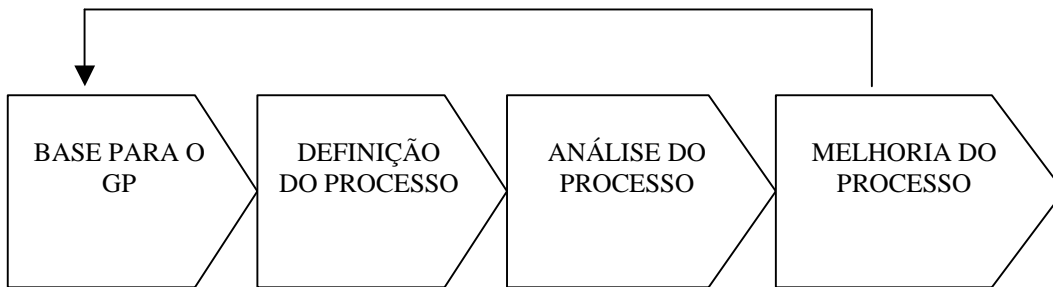 BASE PARA O
GP
DEFINIÇÃO
DO PROCESSO
ANÁLISE DO
PROCESSO
MELHORIA DO
PROCESSO